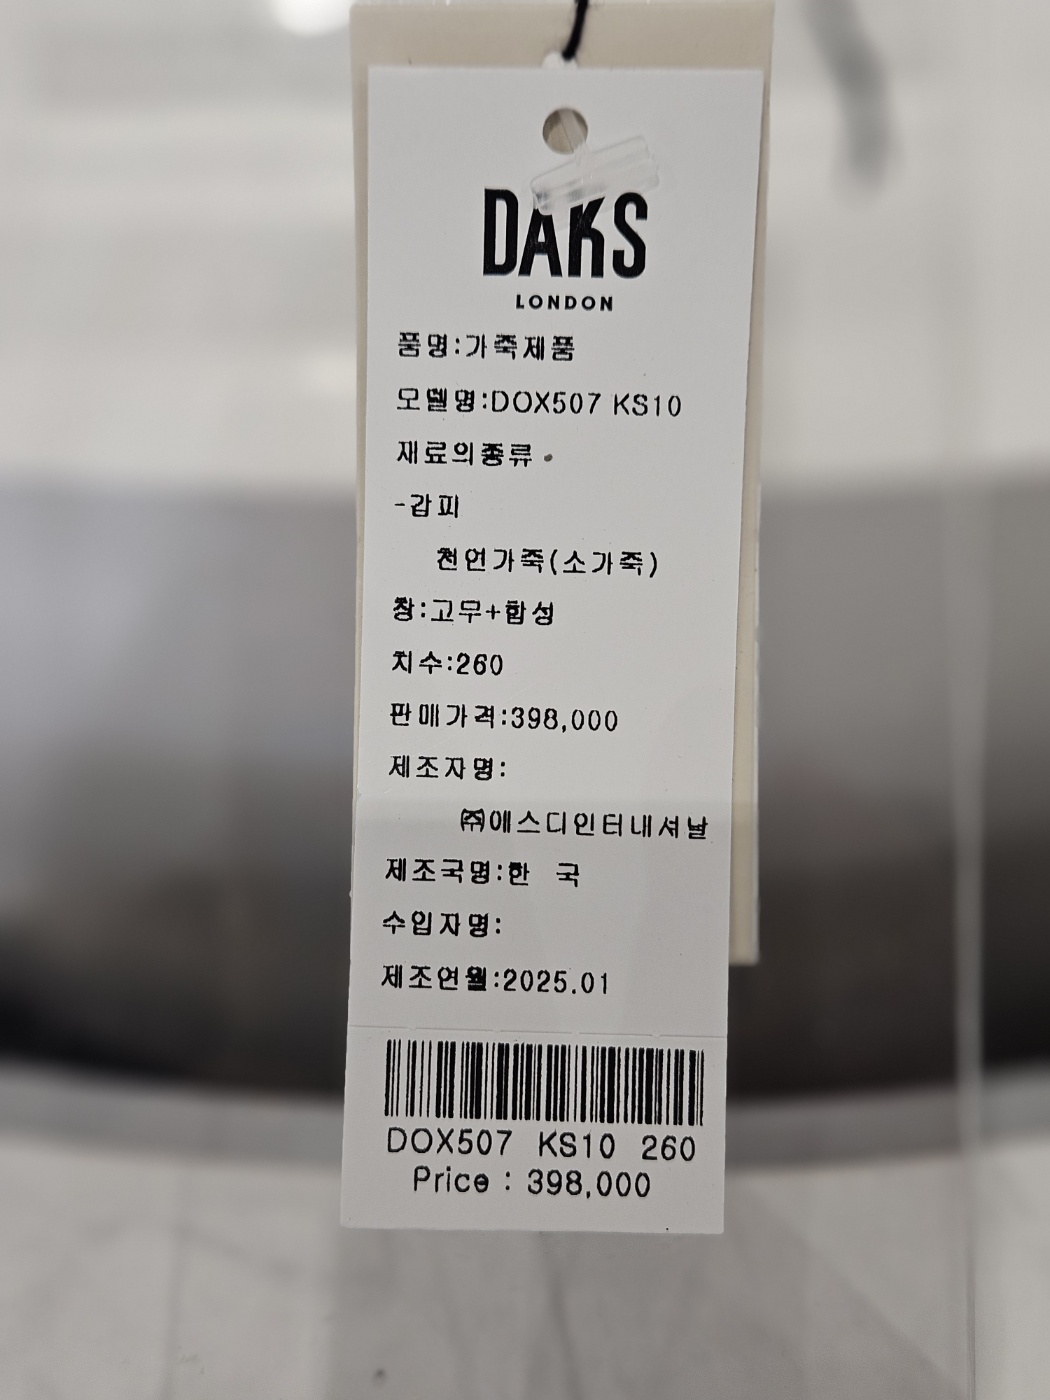 DAKS
LONDON
품명:가죽제품
모델명:DOX507 KS10
재료의종류
-갑피
천연가죽(소가죽)
창:고무+합성
치수:260
판매가격:398,000
제조자명:
㈜에스디인터내셔날
제조국명:한 국
수입자명:
제조연월:2025.01
DOX507 KS10 260
Price : 398,000